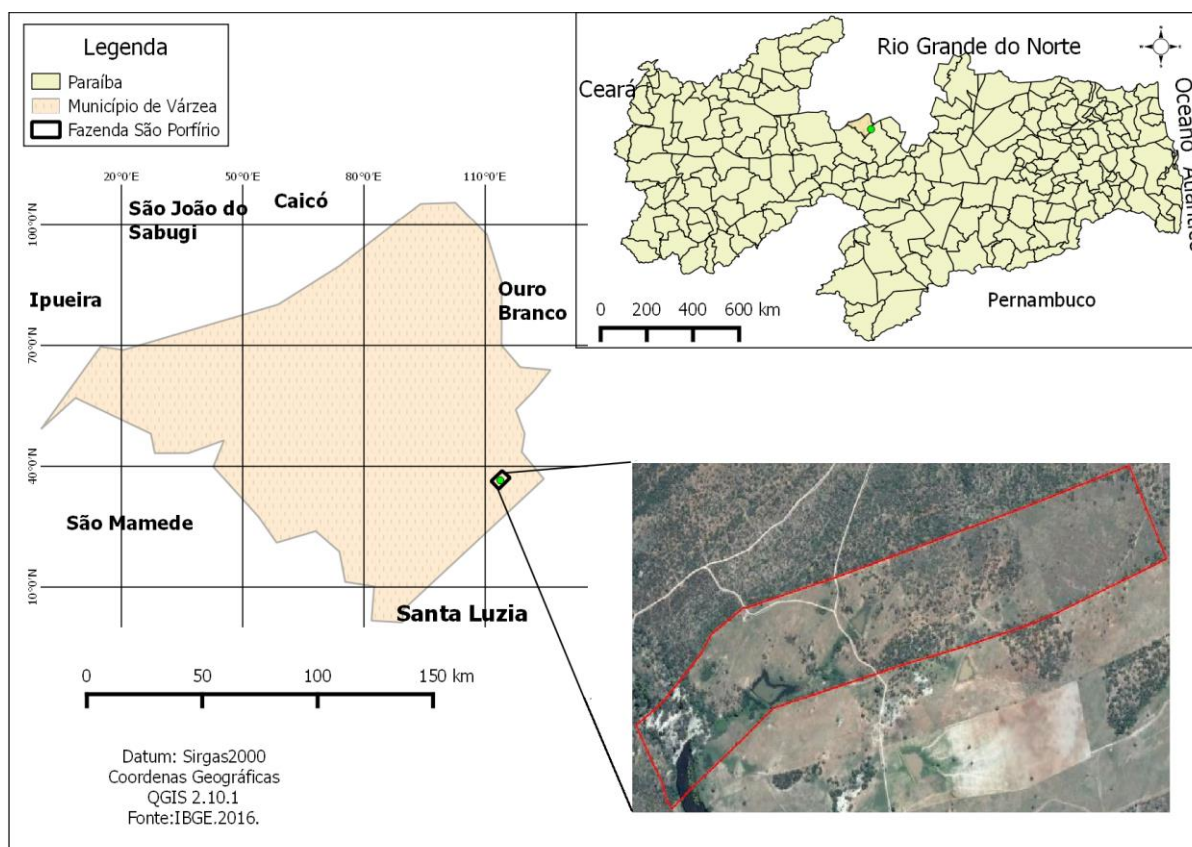 Legenda
Paraíba
Município de Várzea
Fazenda São Porfírio
Rio Grande do Norte
Ceará
Oceano Atlântico
Pernambuco
0 200 400 600 km
20°0'E 50°0'E 80°0'E 110°0'E
100°0'N
70°0'N
40°0'N
10°0'N
São João do
Sabugi
Caicó
Ipueira
Ouro
Branco
São Mamede
Santa Luzia
0 50 100 150 km
Datum: Sirgas2000
Coordenas Geográficas
QGIS 2.10.1
Fonte:IBGE.2016.